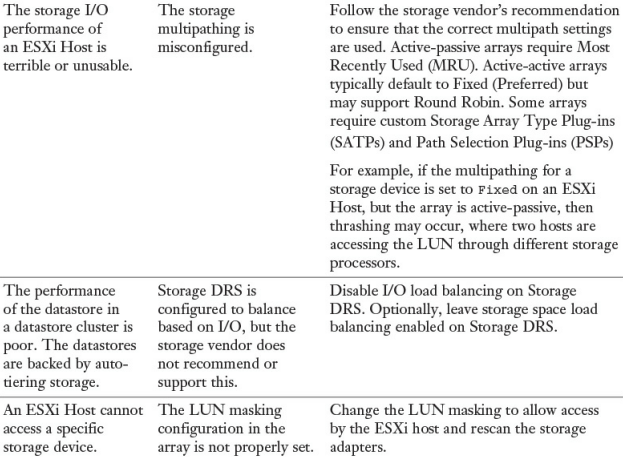 The storage I/O
performance of
an ESXi Host is
terrible or unusable.
The storage
multipathing is
misconfigured.
Follow the storage vendor’s recommendation
to ensure that the correct multipath settings
are used. Active-passive arrays require Most
Recently Used (MRU). Active-active arrays
typically default to Fixed (Preferred) but
may support Round Robin. Some arrays
require custom Storage Array Type Plug-ins
(SATPs) and Path Selection Plug-ins (PSPs)
For example, if the multipathing for a
storage device is set to Fixed on an ESXi
Host, but the array is active-passive, then
thrashing may occur, where two hosts are
accessing the LUN through different storage
processors.
The performance
of the datastore in
a datastore cluster is
poor. The datastores
are backed by auto-
tiering storage.
Storage DRS is
configured to balance
based on I/O, but the
storage vendor does
not recommend or
support this.
Disable I/O load balancing on Storage
DRS. Optionally, leave storage space load
balancing enabled on Storage DRS.
An ESXi Host cannot
access a specific
storage device.
The LUN masking
configuration in the
array is not properly set.
Change the LUN masking to allow access
by the ESXi host and rescan the storage
adapters.